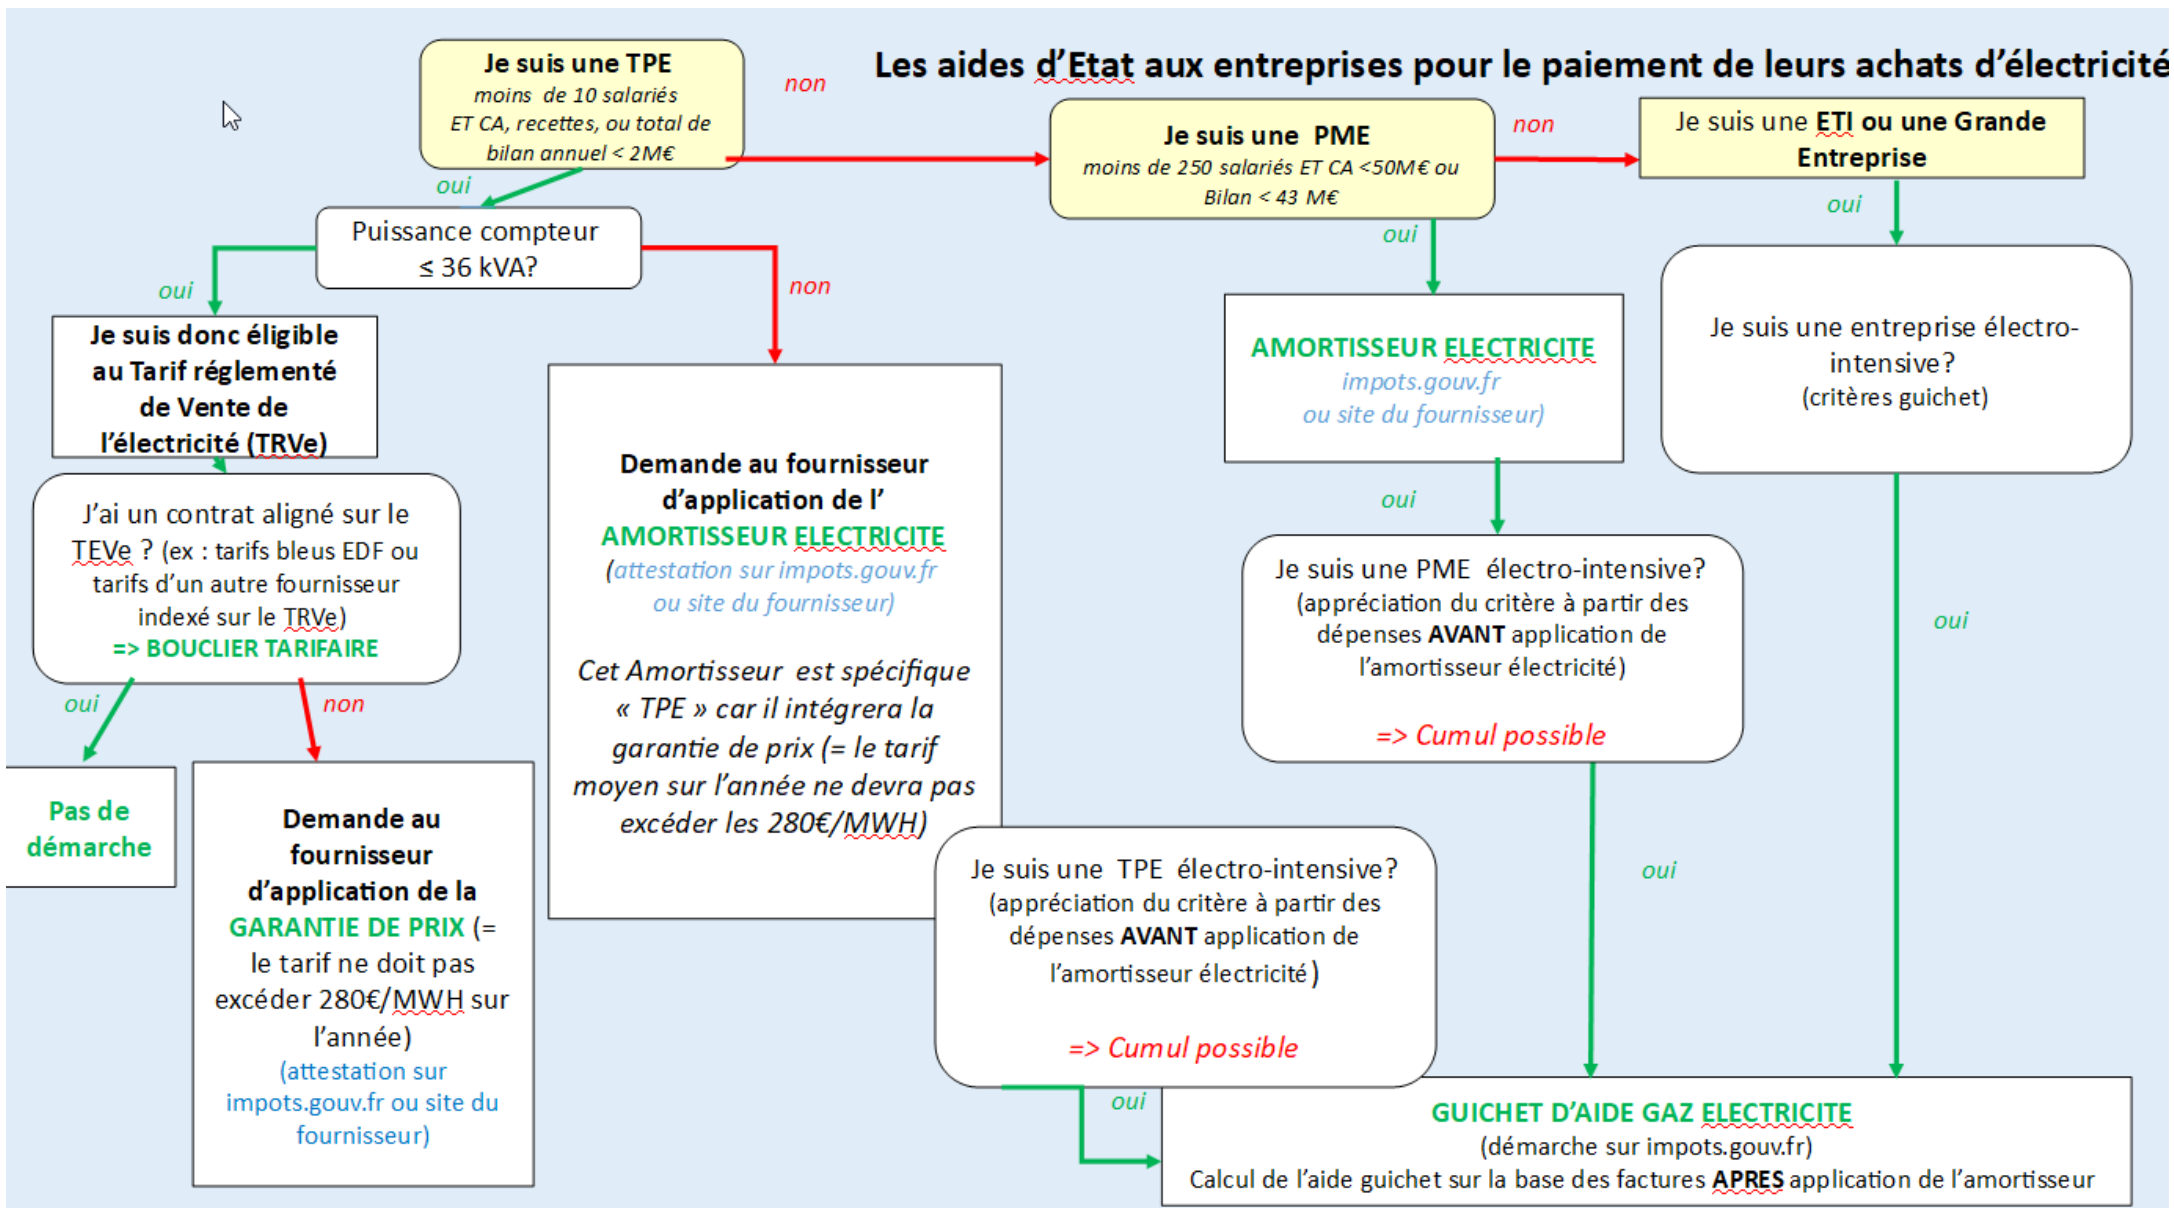 Les aides d'Etat aux entreprises pour le paiement de leurs achats d'électricité
Je suis une TPE
moins de 10 salariés
ET CA, recettes, ou total de
bilan annuel < 2M€
non
Je suis une PME
moins de 250 salariés ET CA <50M€ ou
Bilan < 43 M€
non
Je suis une ETI ou une Grande
Entreprise
oui
Puissance compteur
≤ 36 kVA?
oui
non
Je suis donc éligible
au Tarif réglementé
de Vente de
l'électricité (TRVe)
J'ai un contrat aligné sur le
TEVe ? (ex : tarifs bleus EDF ou
tarifs d'un autre fournisseur
indexé sur le TRVe)
=> BOUCLIER TARIFAIRE
oui
non
Pas de
démarche
Demande au
fournisseur
d'application de la
GARANTIE DE PRIX (=
le tarif ne doit pas
excéder 280€/MWH sur
l'année)
(attestation sur
impots.gouv.fr ou site du
fournisseur)
Demande au fournisseur
d'application de l'
AMORTISSEUR ELECTRICITE
(attestation sur impots.gouv.fr
ou site du fournisseur)
Cet Amortisseur est spécifique
« TPE » car il intégrera la
garantie de prix (= le tarif
moyen sur l'année ne devra pas
excéder les 280€/MWH)
Je suis une TPE électro-intensive?
(appréciation du critère à partir des
dépenses AVANT application de
l'amortisseur électricité)
=> Cumul possible
oui
oui
AMORTISSEUR ELECTRICITE
impots.gouv.fr
ou site du fournisseur)
oui
Je suis une PME électro-intensive?
(appréciation du critère à partir des
dépenses AVANT application de
l'amortisseur électricité)
=> Cumul possible
oui
oui
Je suis une entreprise électro-
intensive?
(critères guichet)
oui
GUICHET D'AIDE GAZ ELECTRICITE
(démarche sur impots.gouv.fr)
Calcul de l'aide guichet sur la base des factures APRES application de l'amortisseur